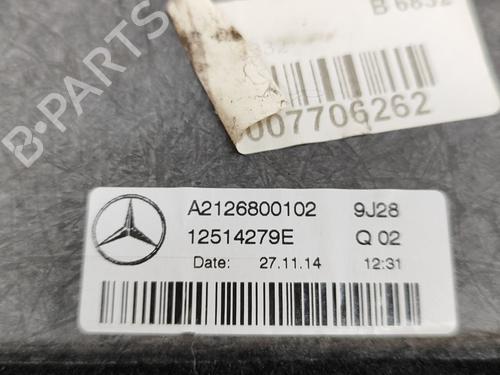 B 6832
007706262
A2126800102 9J28
12514279E Q 02
Date: 27.11.14 12:31
B-PARTS